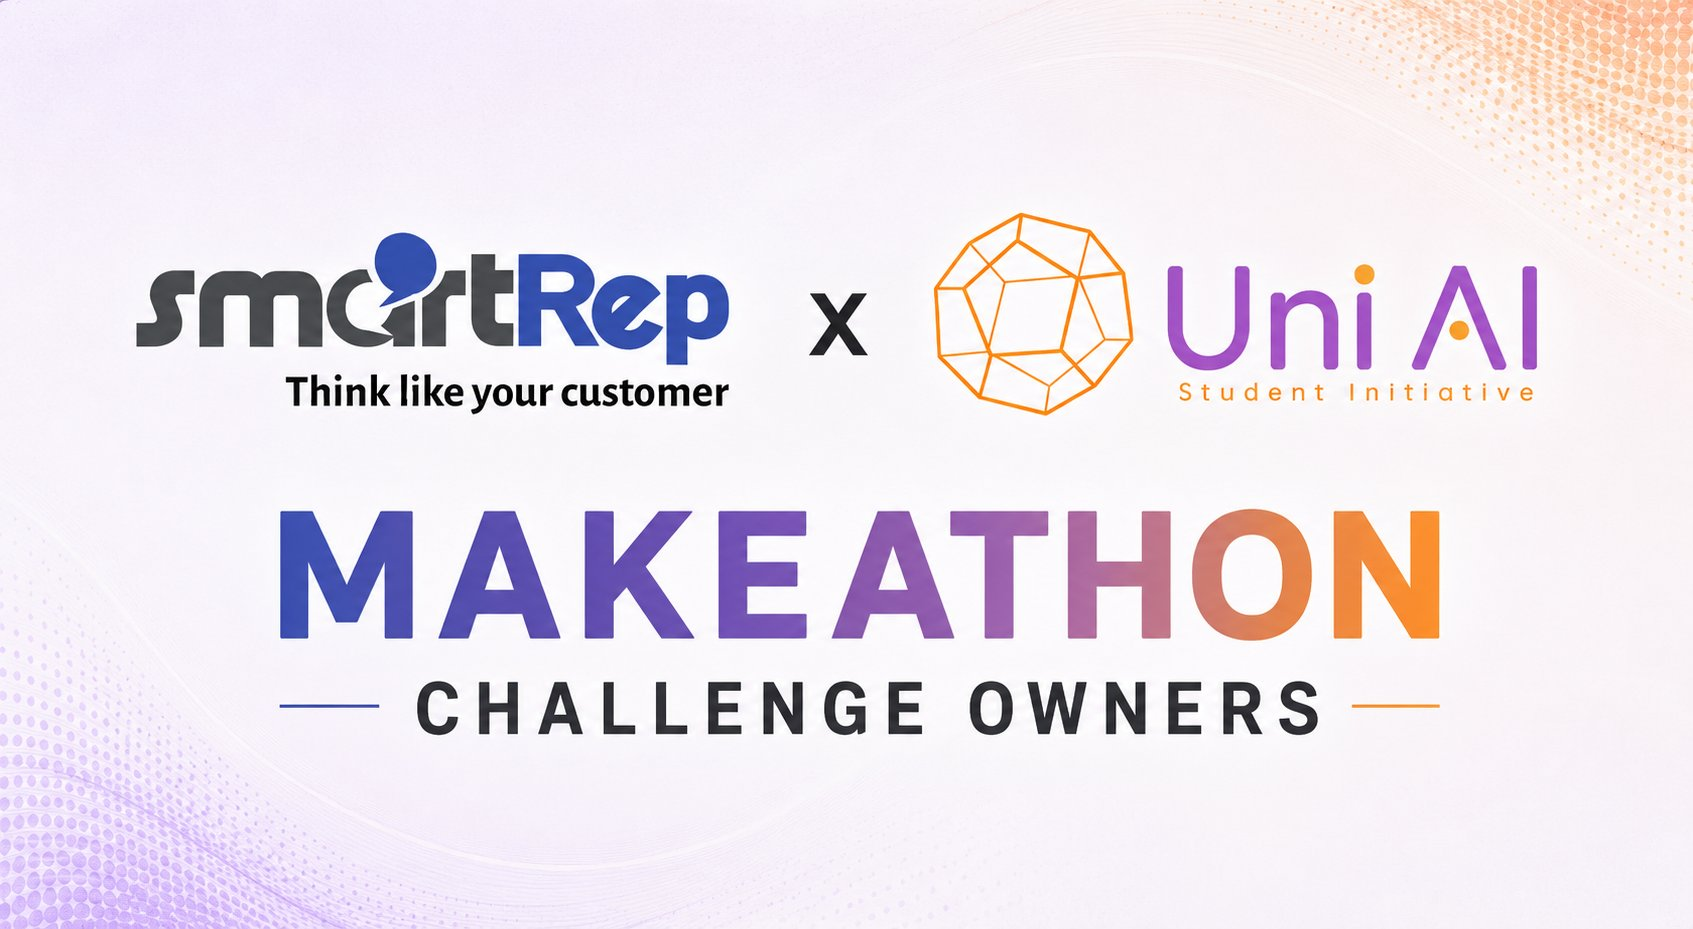 smartRep
Think like your customer
X
Uni AI
Student Initiative
MAKEATHON
CHALLENGE OWNERS